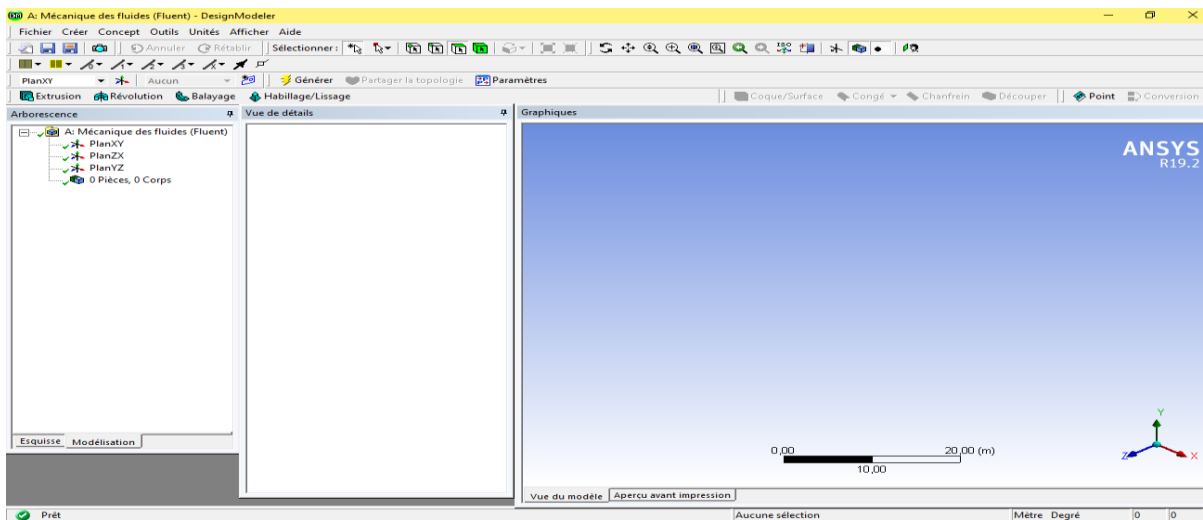 A: Mécanique des fluides (Fluent) - DesignModeler
Fichier Créer Concept Outils Unités Afficher Aide
Annuler Rétablir Sélectionner:
PlanXY Aucun Générer Partager la topologie Paramètres
Extrusion Révolution Balayage Habillage/Lissage Coque/Surface Congé Chanfrein Découper Point Conversion
Arborescence
A: Mécanique des fluides (Fluent)
PlanXY
PlanZX
PlanYZ
0 Pièces, 0 Corps
Esquisse Modélisation
Vue de détails
Graphiques
ANSYS
R19.2
0,00 20,00 (m)
10,00
Y
Z X
Vue du modèle Aperçu avant impression
Prêt Aucune sélection Mètre Degré 0 0